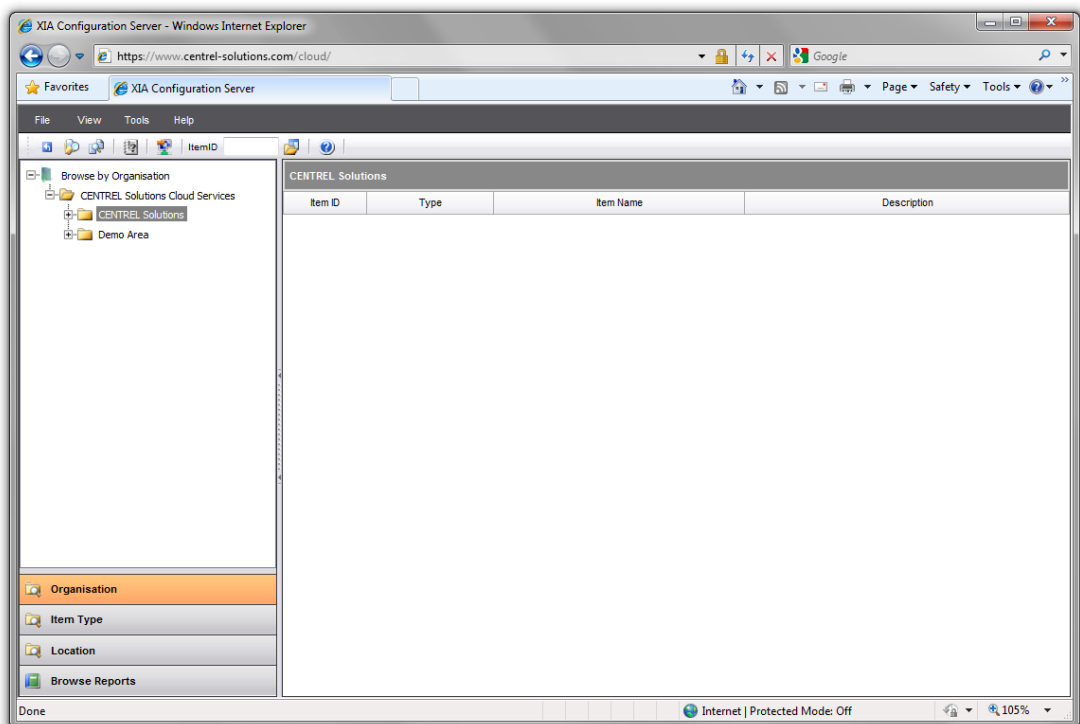 XIA Configuration Server - Windows Internet Explorer
https://www.centrel-solutions.com/cloud/
Google
Favorites
XIA Configuration Server
Page
Safety
Tools
File View Tools Help
ItemID
Browse by Organisation
CENTREL Solutions Cloud Services
CENTREL Solutions
Demo Area
CENTREL Solutions
Item ID Type Item Name Description
Organisation
Item Type
Location
Browse Reports
Done
Internet | Protected Mode: Off
105%